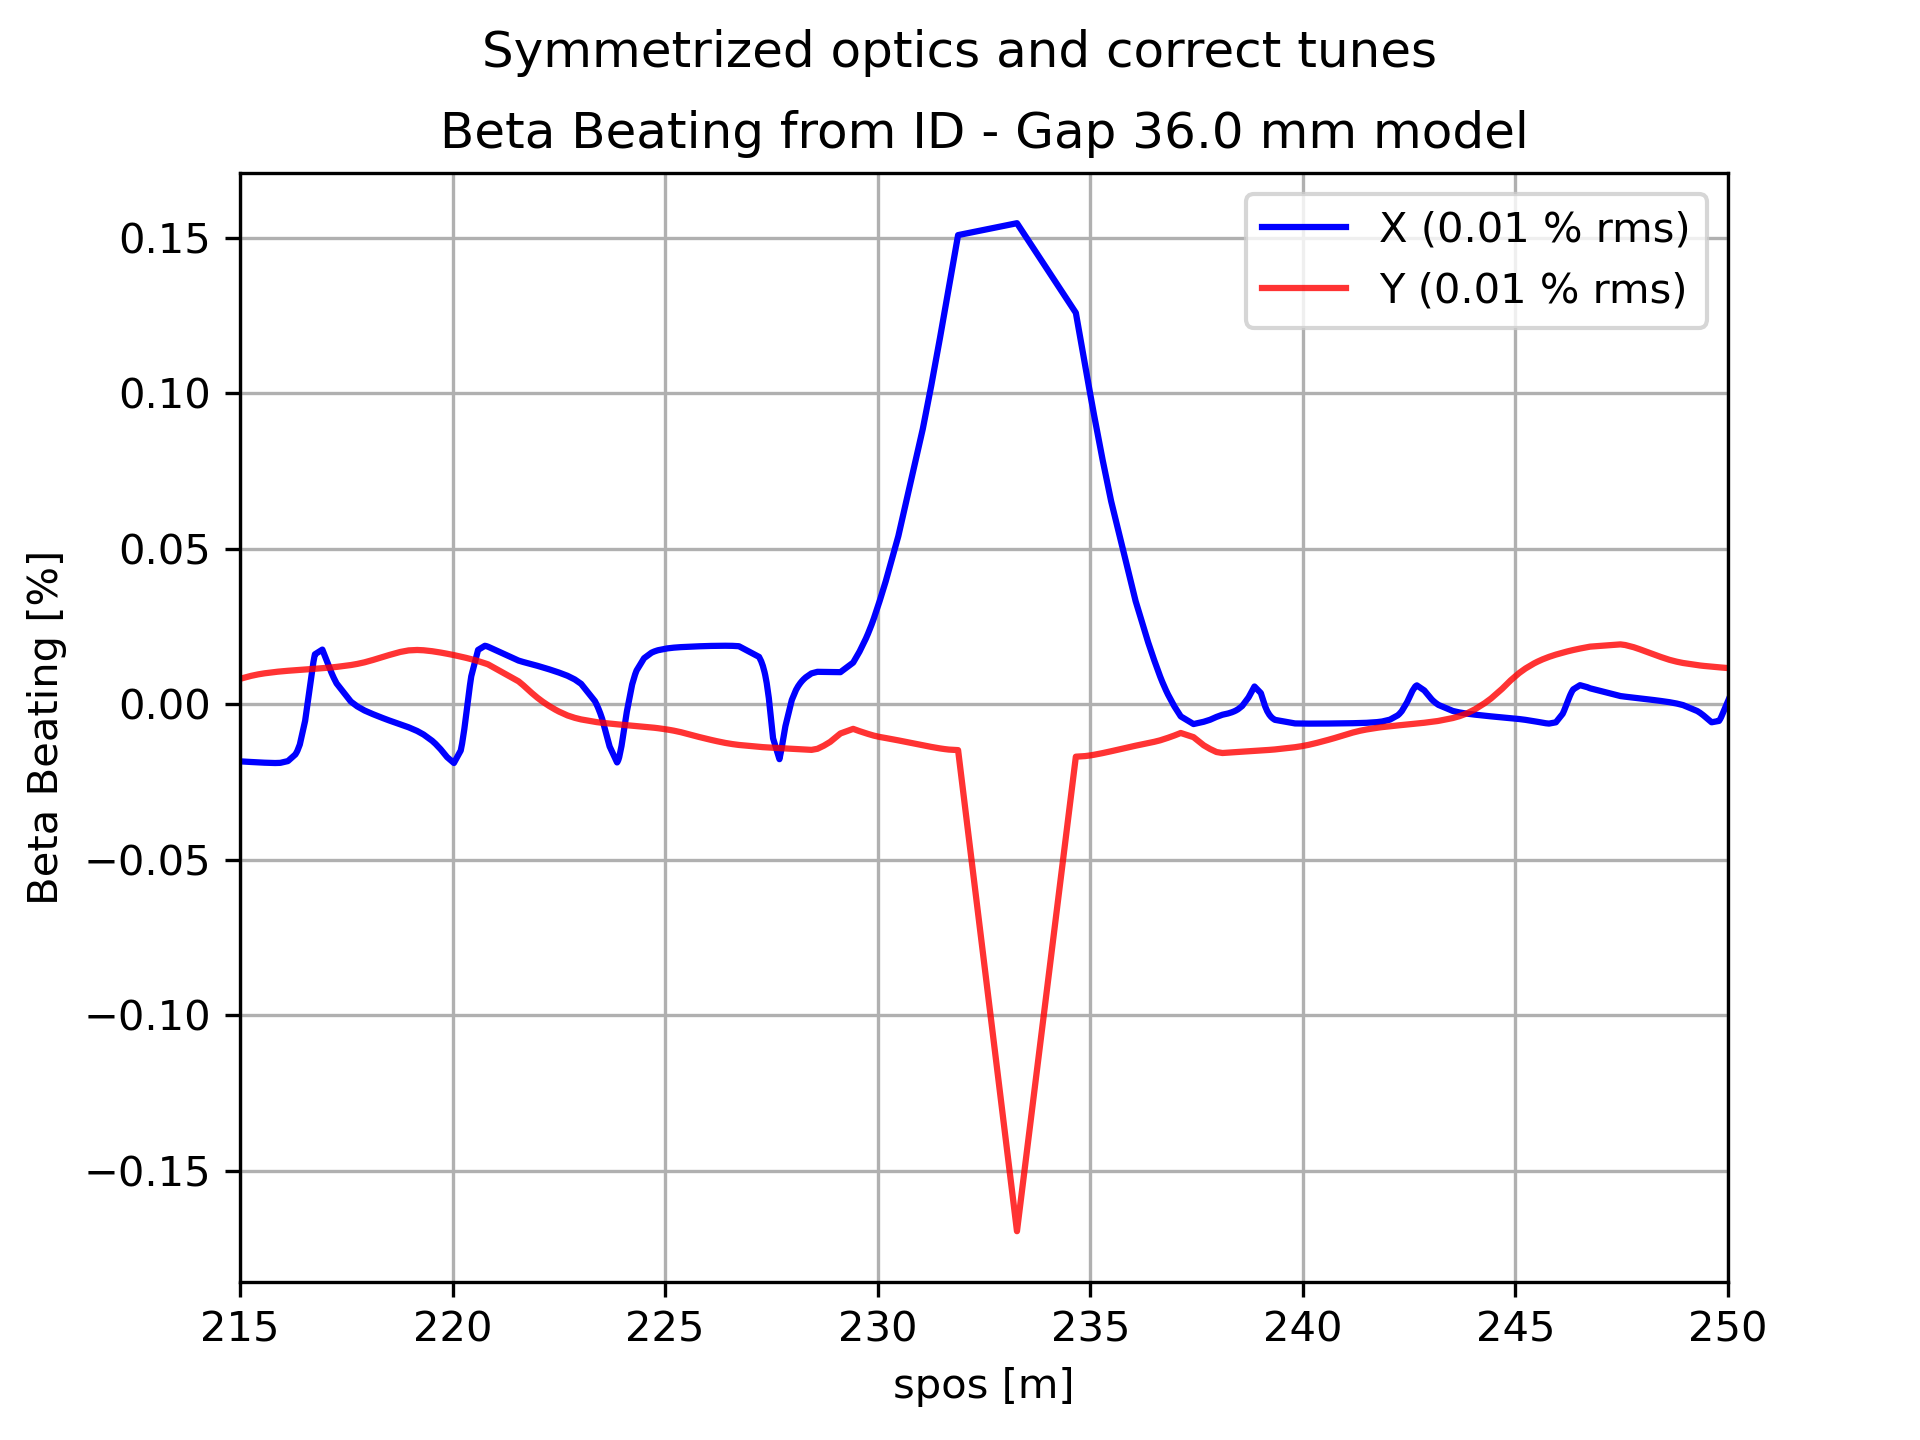 Symmetrized optics and correct tunes
Beta Beating from ID - Gap 36.0 mm model
X (0.01 % rms)
Y (0.01 % rms)
0.15
0.10
0.05
0.00
−0.05
−0.10
−0.15
Beta Beating [%]
215 220 225 230 235 240 245 250
spos [m]